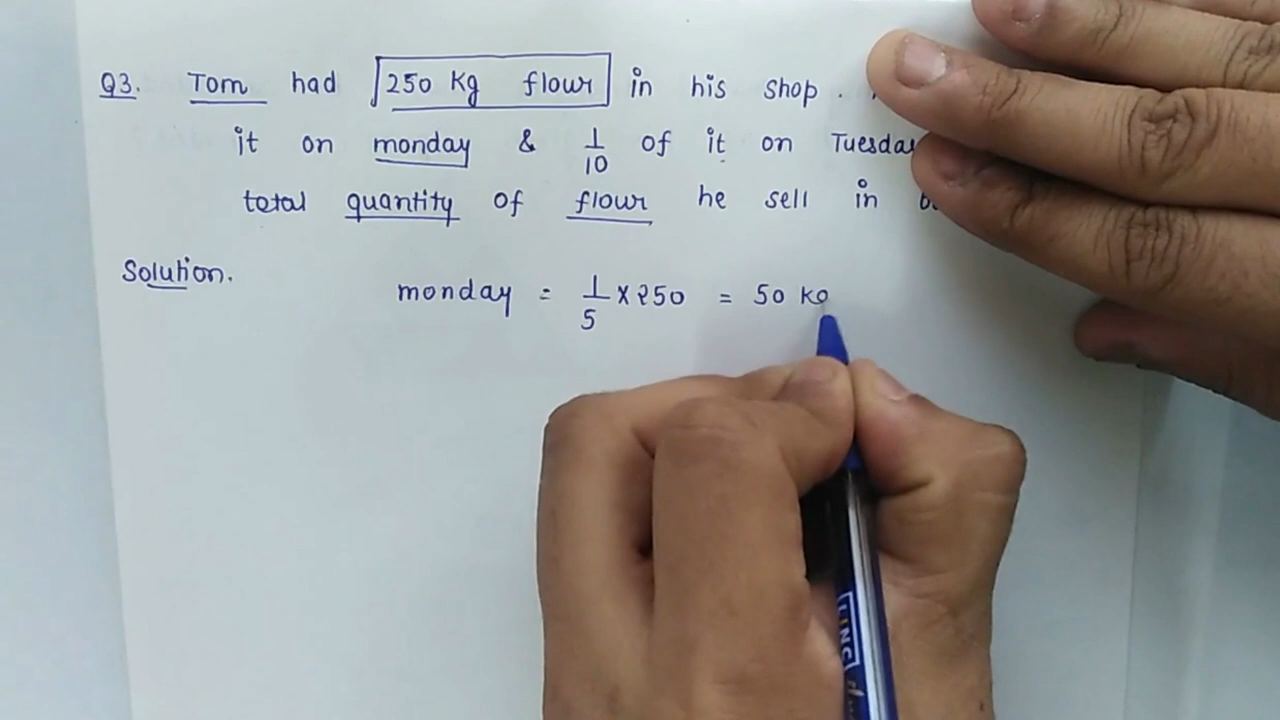 Q3. Tom had 250 Kg flour in his shop.
it on monday & 1/10 of it on Tuesday
total quantity of flour he sell in
Solution.
monday = 1/5 x 250 = 50 Kg
LINC